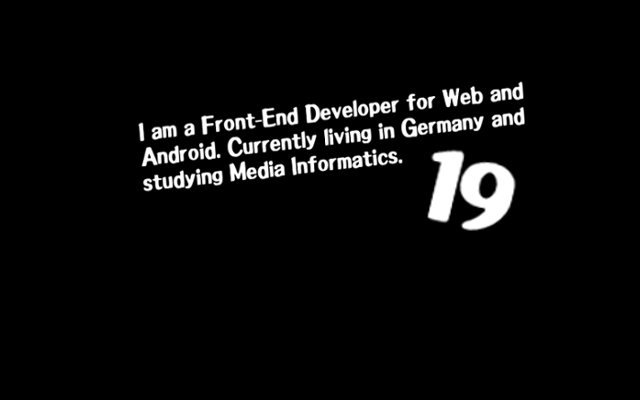 I am a Front-End Developer for Web and
Android. Currently living in Germany and
studying Media Informatics.
19